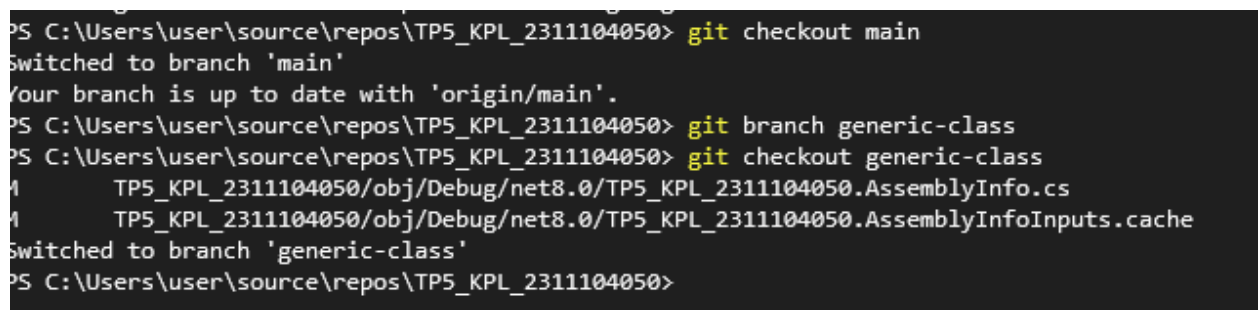 PS C:\Users\user\source\repos\TP5_KPL_2311104050> git checkout main
Switched to branch 'main'
Your branch is up to date with 'origin/main'.
PS C:\Users\user\source\repos\TP5_KPL_2311104050> git branch generic-class
PS C:\Users\user\source\repos\TP5_KPL_2311104050> git checkout generic-class
M       TP5_KPL_2311104050/obj/Debug/net8.0/TP5_KPL_2311104050.AssemblyInfo.cs
M       TP5_KPL_2311104050/obj/Debug/net8.0/TP5_KPL_2311104050.AssemblyInfoInputs.cache
Switched to branch 'generic-class'
PS C:\Users\user\source\repos\TP5_KPL_2311104050>